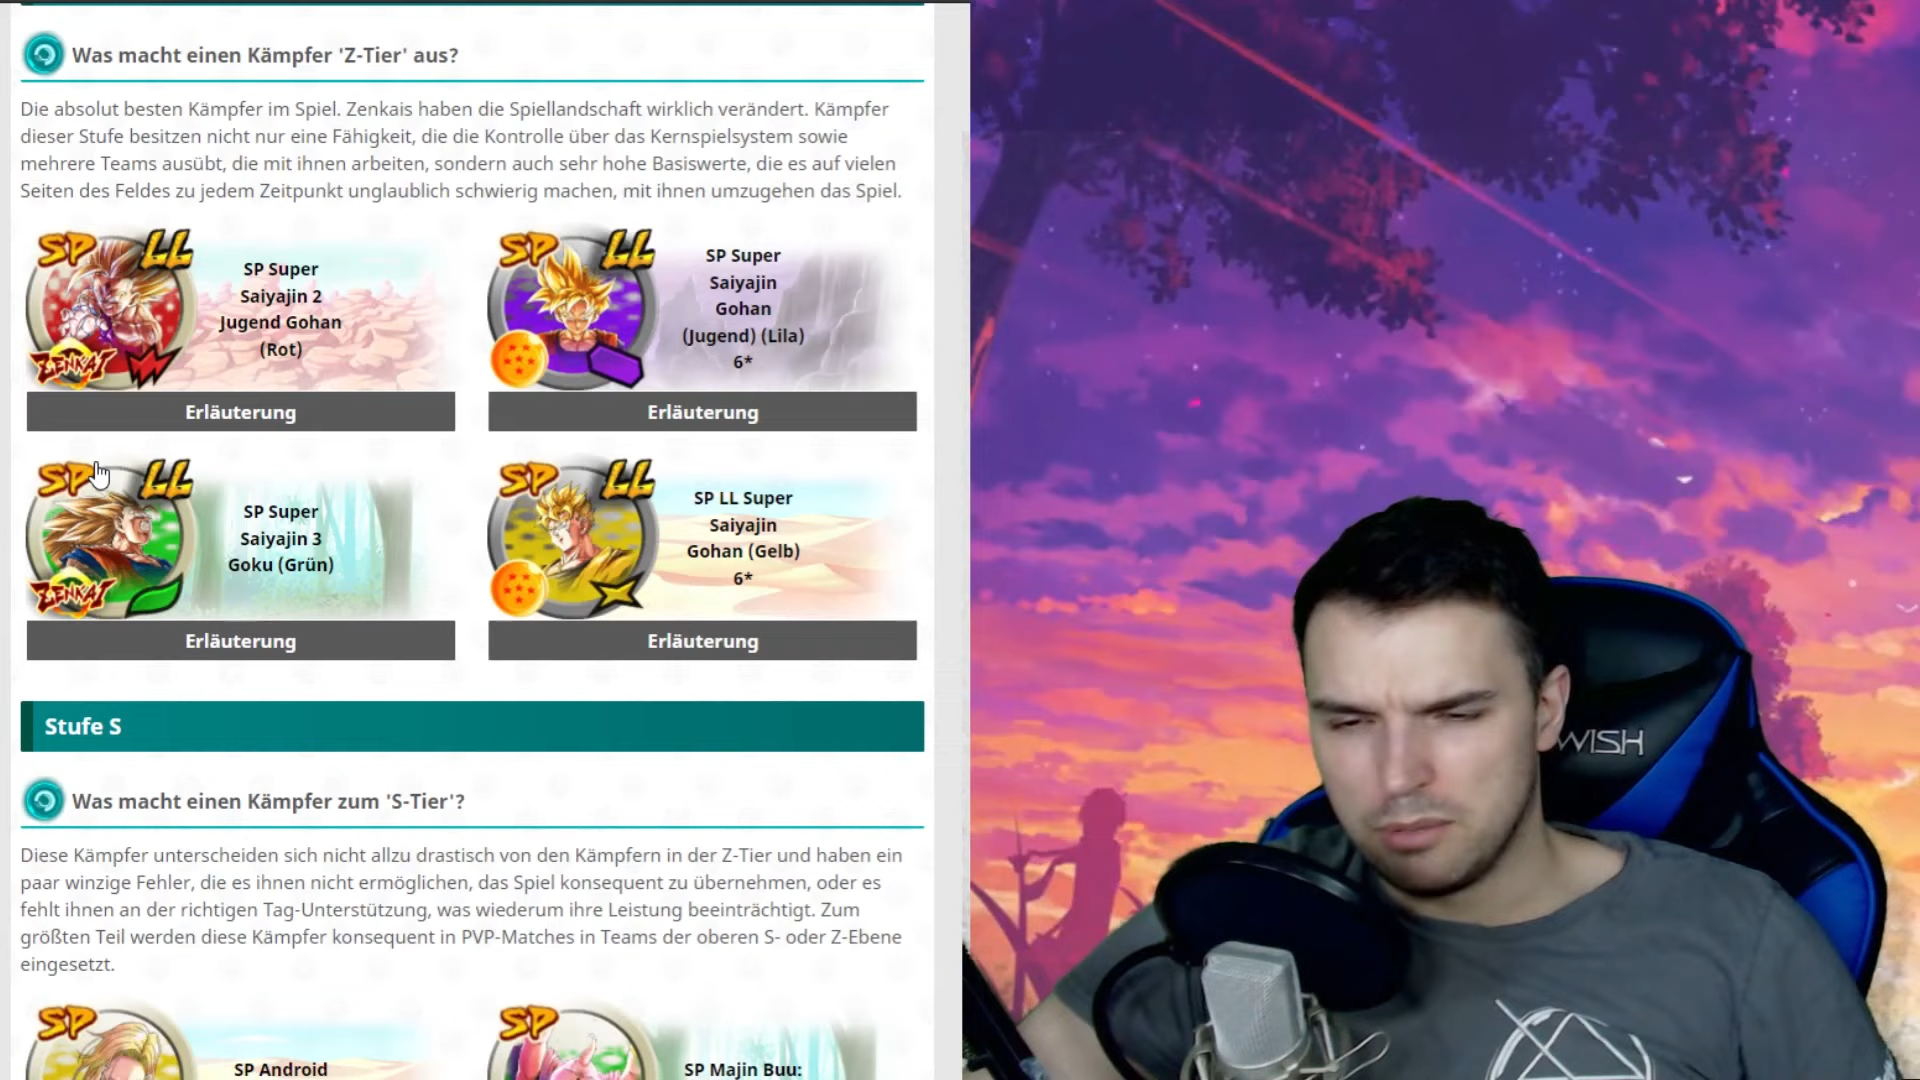 Was macht einen Kämpfer 'Z-Tier' aus?
Die absolut besten Kämpfer im Spiel. Zenkais haben die Spiellandschaft wirklich verändert. Kämpfer
dieser Stufe besitzen nicht nur eine Fähigkeit, die die Kontrolle über das Kernspielsystem sowie
mehrere Teams ausübt, die mit ihnen arbeiten, sondern auch sehr hohe Basiswerte, die es auf vielen
Seiten des Feldes zu jedem Zeitpunkt unglaublich schwierig machen, mit ihnen umzugehen das Spiel.
SP LL
ZENKAI
SP Super
Saiyajin 2
Jugend Gohan
(Rot)
Erläuterung
SP LL
SP Super
Saiyajin
Gohan
(Jugend) (Lila)
6*
Erläuterung
SP LL
ZENKAI
SP Super
Saiyajin 3
Goku (Grün)
Erläuterung
SP LL
SP LL Super
Saiyajin
Gohan (Gelb)
6*
Erläuterung
Stufe S
Was macht einen Kämpfer zum 'S-Tier'?
Diese Kämpfer unterscheiden sich nicht allzu drastisch von den Kämpfern in der Z-Tier und haben ein
paar winzige Fehler, die es ihnen nicht ermöglichen, das Spiel konsequent zu übernehmen, oder es
fehlt ihnen an der richtigen Tag-Unterstützung, was wiederum ihre Leistung beeinträchtigt. Zum
größten Teil werden diese Kämpfer konsequent in PVP-Matches in Teams der oberen S- oder Z-Ebene
eingesetzt.
SP
SP Android
SP
SP Majin Buu:
WISH